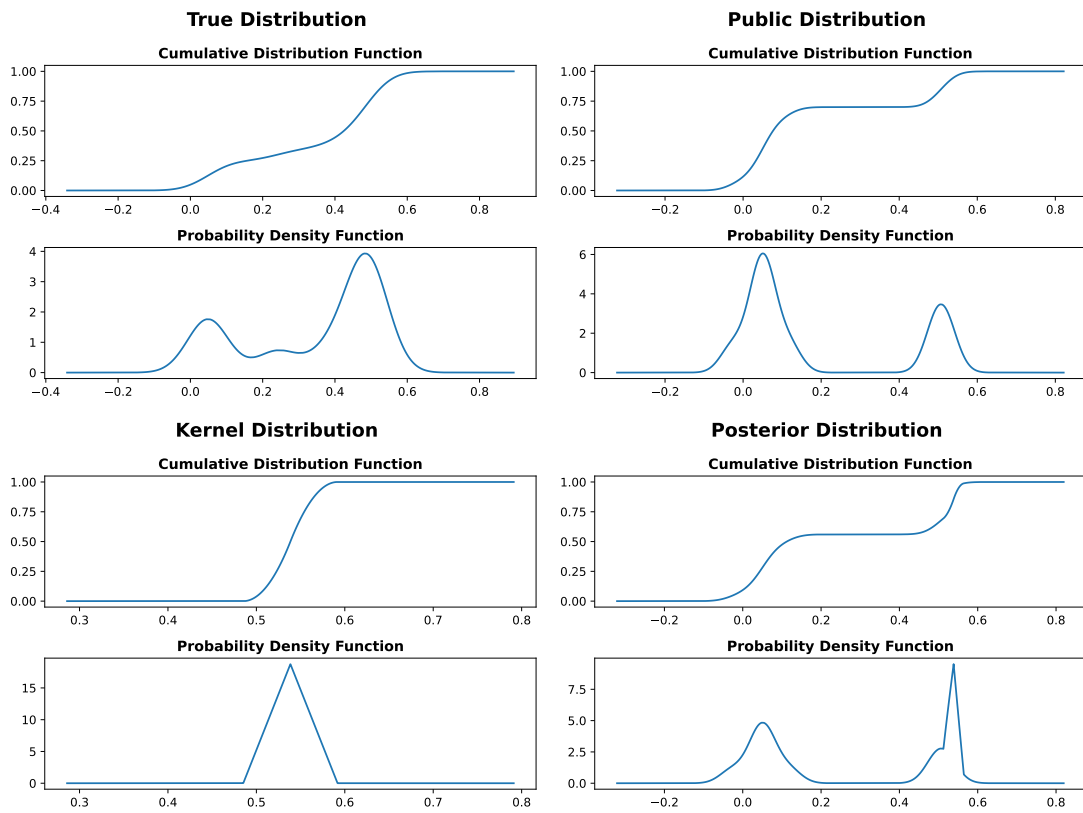 True Distribution
Cumulative Distribution Function
1.00
0.75
0.50
0.25
0.00
−0.4 −0.2 0.0 0.2 0.4 0.6 0.8
Probability Density Function
4
3
2
1
0
−0.4 −0.2 0.0 0.2 0.4 0.6 0.8
Public Distribution
Cumulative Distribution Function
1.00
0.75
0.50
0.25
0.00
−0.2 0.0 0.2 0.4 0.6 0.8
Probability Density Function
6
4
2
0
−0.2 0.0 0.2 0.4 0.6 0.8
Kernel Distribution
Cumulative Distribution Function
1.00
0.75
0.50
0.25
0.00
0.3 0.4 0.5 0.6 0.7 0.8
Probability Density Function
15
10
5
0
0.3 0.4 0.5 0.6 0.7 0.8
Posterior Distribution
Cumulative Distribution Function
1.00
0.75
0.50
0.25
0.00
−0.2 0.0 0.2 0.4 0.6 0.8
Probability Density Function
7.5
5.0
2.5
0.0
−0.2 0.0 0.2 0.4 0.6 0.8